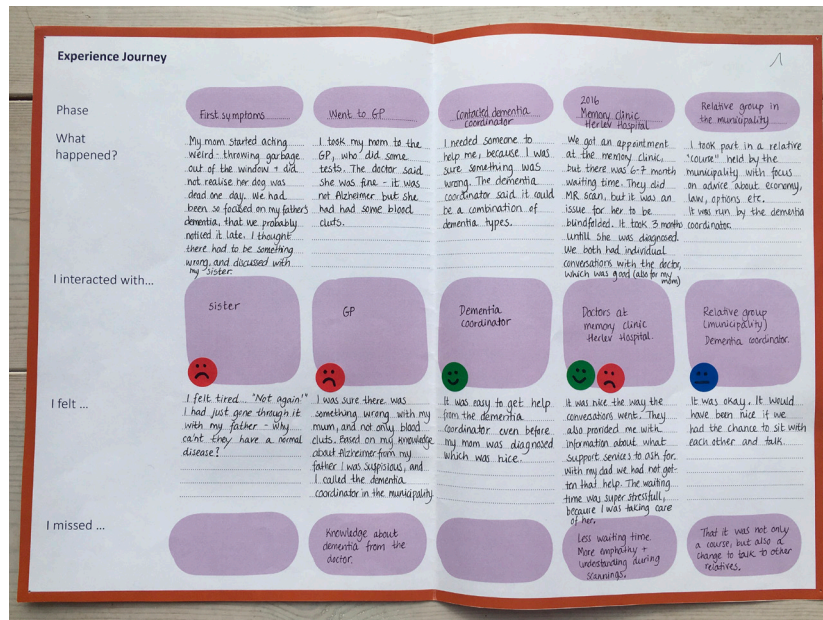 Experience Journey
1
Phase
First symptoms
Went to GP
Contacted dementia
coordinator
2016
Memory clinic
Herlev Hospital
Relative group in
the municipality
What
happened?
My mom started acting
weird - throwing garbage
out of the window + did
not realise her dog was
dead one day. We had
been so focused on my father's
dementia, that we probably
noticed it late. I thought
there had to be something
wrong, and discussed with
my sister.
I took my mom to the
GP, who did some
tests. The doctor said
she was fine - it was
not Alzheimer but she
had had some blood
cluts.
I needed someone to
help me, because I was
sure something was
wrong. The dementia
coordinator said it could
be a combination of
dementia types.
We got an appointment
at the memory clinic,
but there was 6-7 month
waiting time. They did
MR scan, but it was an
issue for her to be
blindfolded. It took 3 months
untill she was diagnosed.
We both had individual
conversations with the doctor,
which was good (also for my
mom)
I took part in a relative
"course" held by the
municipality with focus
on advice about economy,
law, options etc.
It was run by the dementia
coordinator.
I interacted with...
sister
GP
Dementia
coordinator
Doctors at
memory clinic
Herlev Hospital.
Relative group
(municipality)
Dementia coordinator.
I felt ...
I felt tired... "Not again!"
I had just gone through it
with my father - why
ca'nt they have a normal
disease?
I was sure there was
something wrong with my
mum, and not only blood
cluts. Based on my knowledge
about Alzheimer from my
father I was suspisious, and
I called the dementia
coordinator in the municipality
It was easy to get help
from the dementia
coordinator even before
my mom was diagnosed
which was nice.
It was nice the way the
conversations went. They
also provided me with
information about what
support services to ask for.
With my dad we had not got-
ten that help. The waiting
time was super stressfull,
because I was taking care
of her.
It was okay. It would
have been nice if we
had the chance to sit with
each other and talk.
I missed ...
Knowledge about
dementia from the
doctor.
Less waiting time.
More empathy +
understanding during
scannings.
That it was not only
a course, but also a
change to talk to other
relatives.